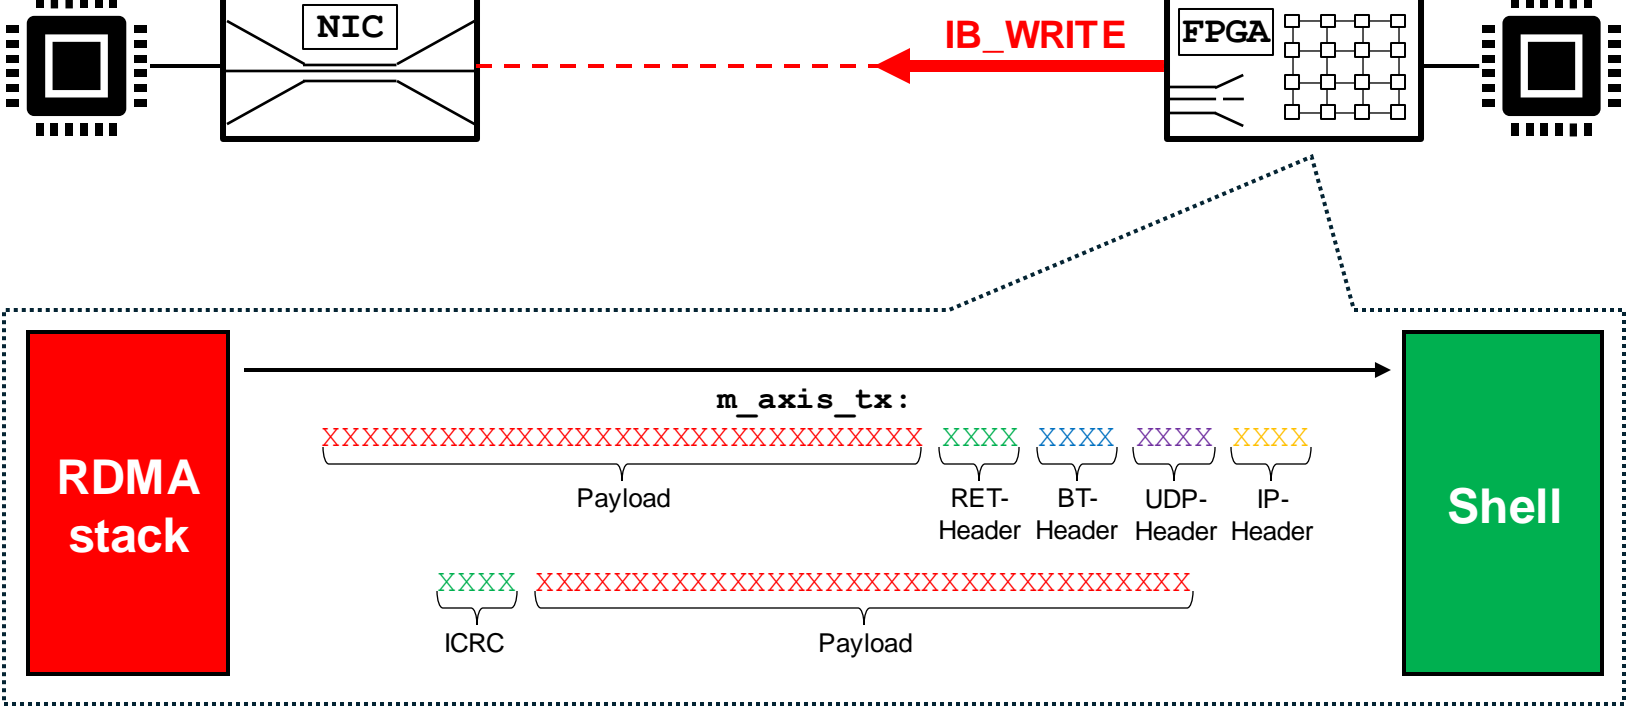 NIC
IB_WRITE
FPGA
RDMA
stack
m_axis_tx:
XXXXXXXXXXXXXXXXXXXXXXXXXXXXXXX XXXX XXXX XXXX XXXX
Payload
RET-
Header
BT-
Header
UDP-
Header
IP-
Header
XXXX XXXXXXXXXXXXXXXXXXXXXXXXXXXXXXXXXX
ICRC
Payload
Shell